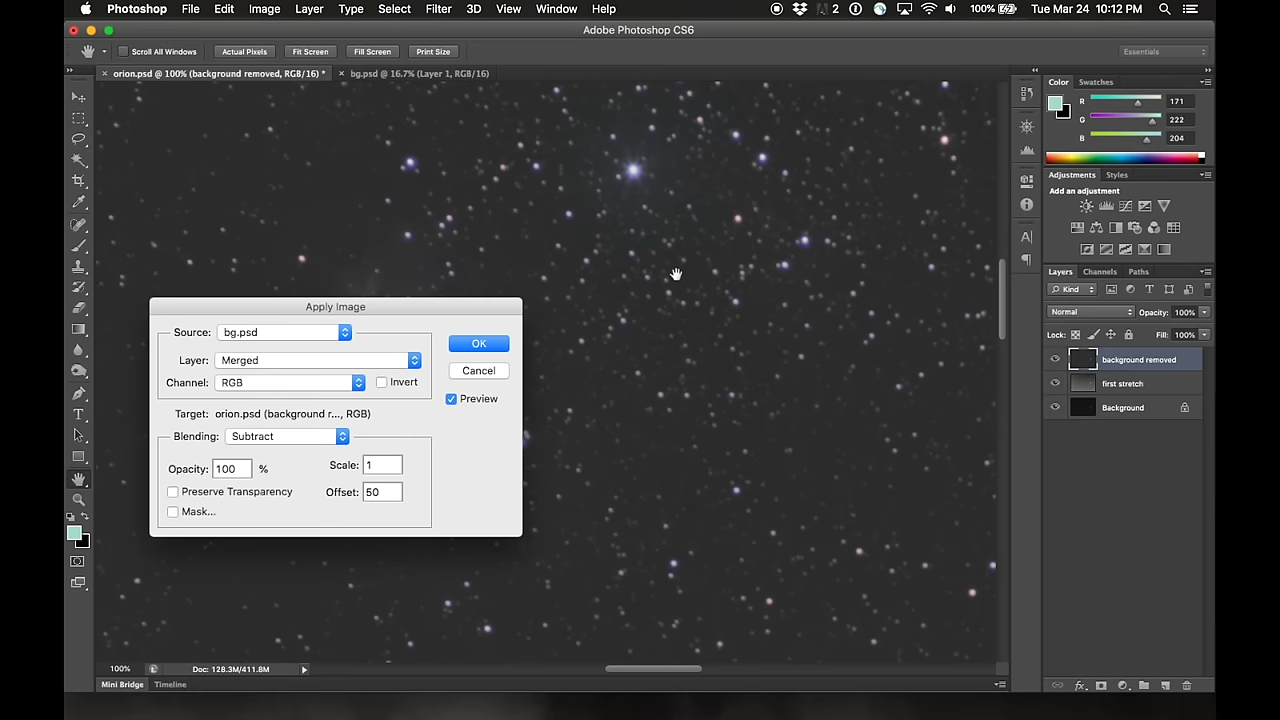 Photoshop File Edit Image Layer Type Select Filter 3D View Window Help 2 100% Tue Mar 24 10:12 PM
Adobe Photoshop CS6
Scroll All Windows Actual Pixels Fit Screen Fill Screen Print Size Essentials
orion.psd @ 100% (background removed, RGB/16) * bg.psd @ 16.7% (Layer 1, RGB/16)
Color Swatches
R 171
G 222
B 204
Adjustments Styles
Add an adjustment
Layers Channels Paths
Kind
Normal Opacity: 100%
Lock: Fill: 100%
background removed
first stretch
Background
Apply Image
Source: bg.psd
Layer: Merged
Channel: RGB Invert
OK
Cancel
Preview
Target: orion.psd (background r..., RGB)
Blending: Subtract
Opacity: 100 % Scale: 1
Preserve Transparency Offset: 50
Mask...
100% Doc: 128.3M/411.8M
Mini Bridge Timeline